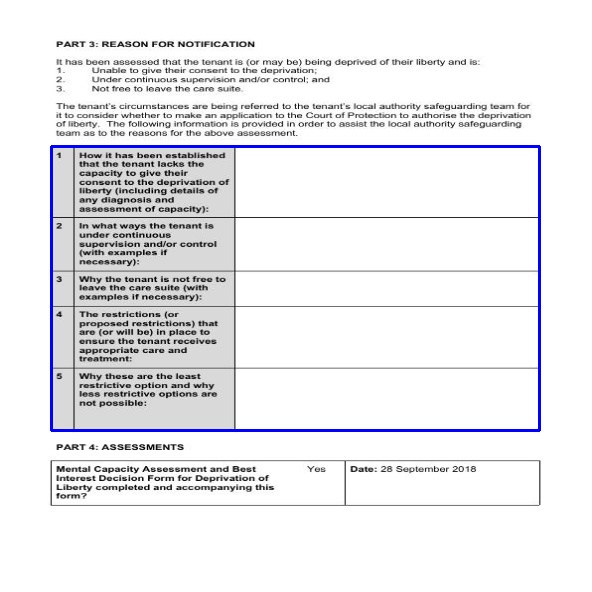 PART 3: REASON FOR NOTIFICATION
It has been assessed that the tenant is (or may be) being deprived of their liberty and is:
1. Unable to give their consent to the deprivation;
2. Under continuous supervision and/or control; and
3. Not free to leave the care suite.
The tenant's circumstances are being referred to the tenant's local authority safeguarding team for
it to consider whether to make an application to the Court of Protection to authorise the deprivation
of liberty. The following information is provided in order to assist the local authority safeguarding
team as to the reasons for the above assessment.
1 How it has been established
that the tenant lacks the
capacity to give their
consent to the deprivation of
liberty (including details of
any diagnosis and
assessment of capacity):
2 In what ways the tenant is
under continuous
supervision and/or control
(with examples if
necessary):
3 Why the tenant is not free to
leave the care suite (with
examples if necessary):
4 The restrictions (or
proposed restrictions) that
are (or will be) in place to
ensure the tenant receives
appropriate care and
treatment:
5 Why these are the least
restrictive option and why
less restrictive options are
not possible:
PART 4: ASSESSMENTS
Mental Capacity Assessment and Best Yes Date: 28 September 2018
Interest Decision Form for Deprivation of
Liberty completed and accompanying this
form?